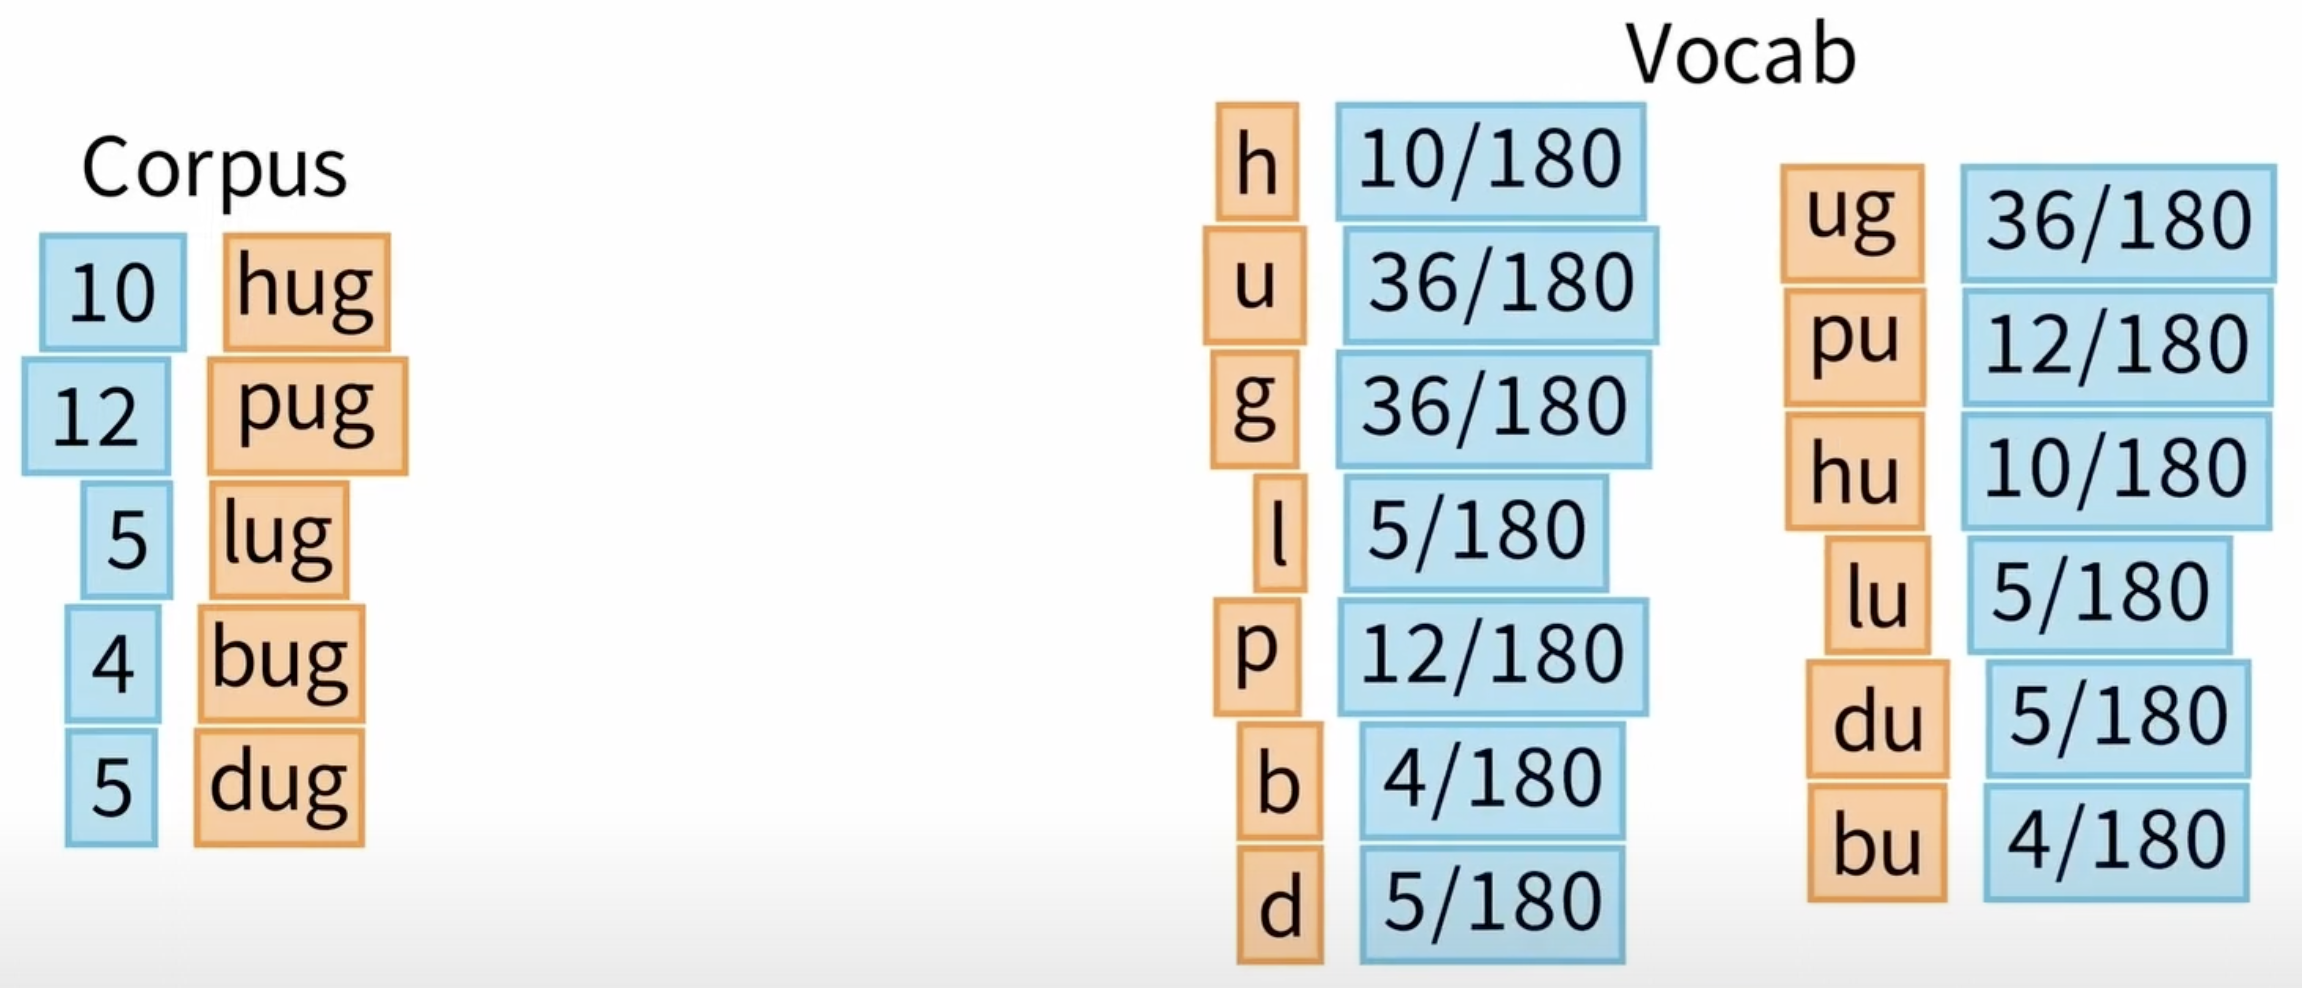 Corpus
10 hug
12 pug
5 lug
4 bug
5 dug
Vocab
h 10/180
u 36/180
g 36/180
l 5/180
p 12/180
b 4/180
d 5/180
ug 36/180
pu 12/180
hu 10/180
lu 5/180
du 5/180
bu 4/180